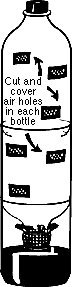 Cut and
cover
air holes
in each
bottle